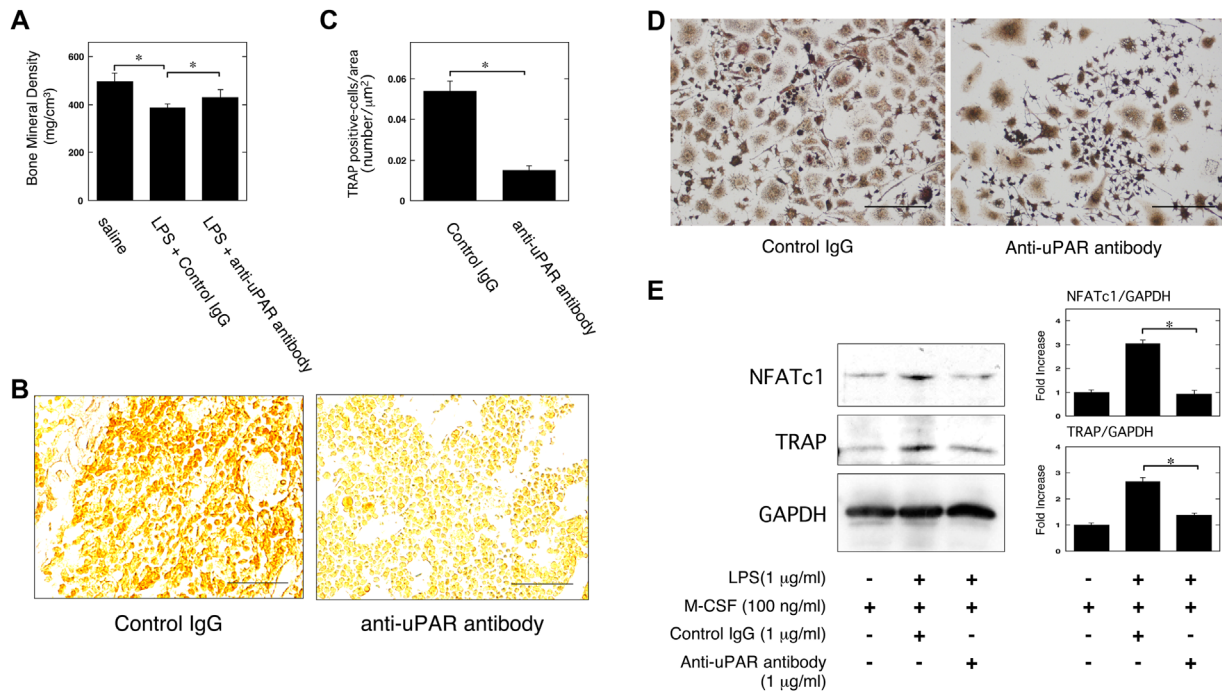 A
Bone Mineral Density
(mg/cm³)
600
400
200
0
*
*
saline
LPS + Control IgG
LPS + anti-uPAR antibody
C
TRAP positive-cells/area
(number/μm²)
0.06
0.04
0.02
0
*
Control IgG
anti-uPAR antibody
D
Control IgG
Anti-uPAR antibody
B
Control IgG
anti-uPAR antibody
E
NFATc1
TRAP
GAPDH
NFATc1/GAPDH
Fold Increase
4
3
2
1
0
*
TRAP/GAPDH
Fold Increase
4
3
2
1
0
*
LPS(1 μg/ml) - + + - + +
M-CSF (100 ng/ml) + + + + + +
Control IgG (1 μg/ml) - + - - + -
Anti-uPAR antibody - - + - - +
(1 μg/ml)